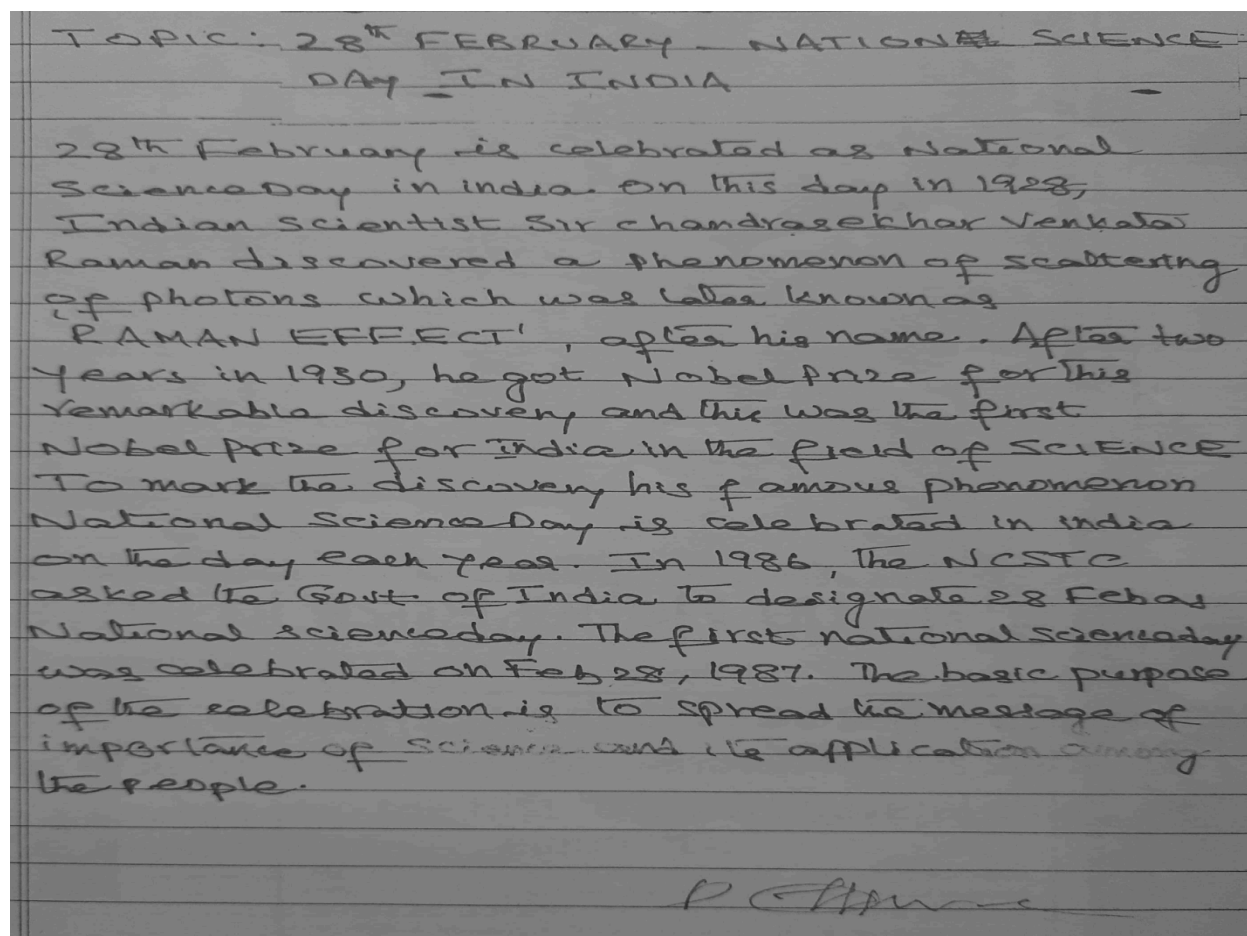 TOPIC: 28th FEBRUARY - NATIONAL SCIENCE
DAY IN INDIA
28th February is celebrated as National
Science Day in india. On this day in 1928,
Indian Scientist Sir Chandrasekhar Venkata
Raman discovered a phenomenon of scattering
of photons which was later known as
'RAMAN EFFECT', after his name. After two
years in 1930, he got Nobel Prize for this
remarkable discovery and this was the first
Nobel Prize for India in the field of SCIENCE
To mark the discovery his famous phenomenon
National Science Day is celebrated in india
on the day each year. In 1986, the NCSTC
asked the Govt. of India to designate 28 Feb as
National scienceday. The first national scienceday
was celebrated on Feb 28, 1987. The basic purpose
of the celebration is to spread the message of
importance of Science and its application among
the people.